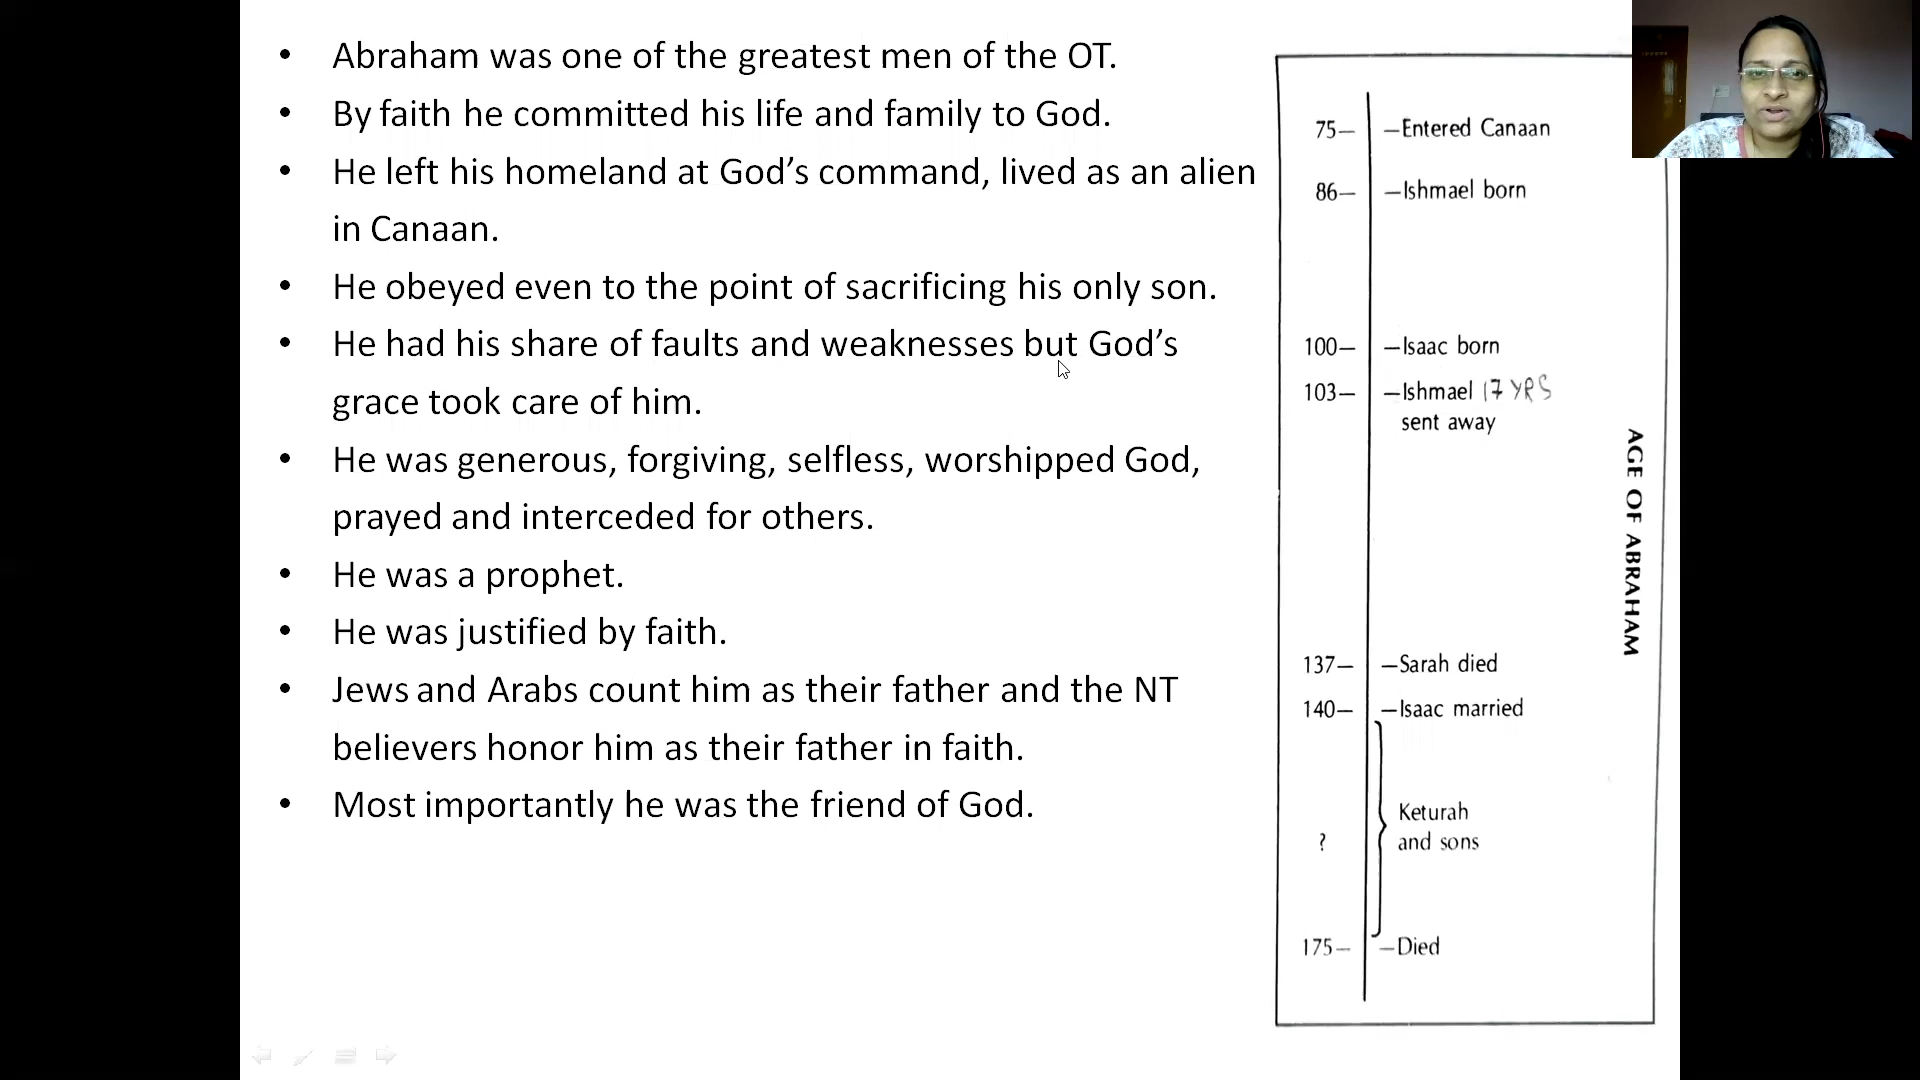 • Abraham was one of the greatest men of the OT.
• By faith he committed his life and family to God.
• He left his homeland at God’s command, lived as an alien
in Canaan.
• He obeyed even to the point of sacrificing his only son.
• He had his share of faults and weaknesses but God’s
grace took care of him.
• He was generous, forgiving, selfless, worshipped God,
prayed and interceded for others.
• He was a prophet.
• He was justified by faith.
• Jews and Arabs count him as their father and the NT
believers honor him as their father in faith.
• Most importantly he was the friend of God.
75— —Entered Canaan
86— —Ishmael born
100— —Isaac born
103— —Ishmael 17 YRS
sent away
137— —Sarah died
140— —Isaac married
Keturah
? and sons
175— —Died
AGE OF ABRAHAM